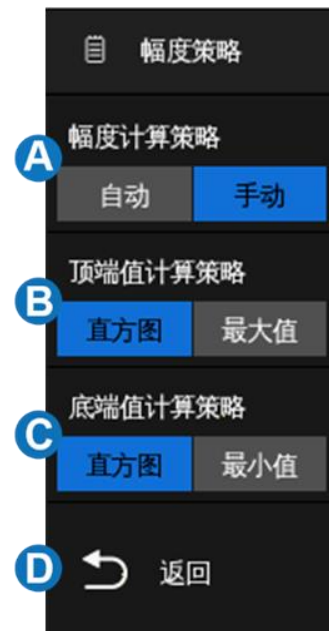 幅度策略
幅度计算策略
A
自动 手动
顶端值计算策略
B
直方图 最大值
底端值计算策略
C
直方图 最小值
D 返回